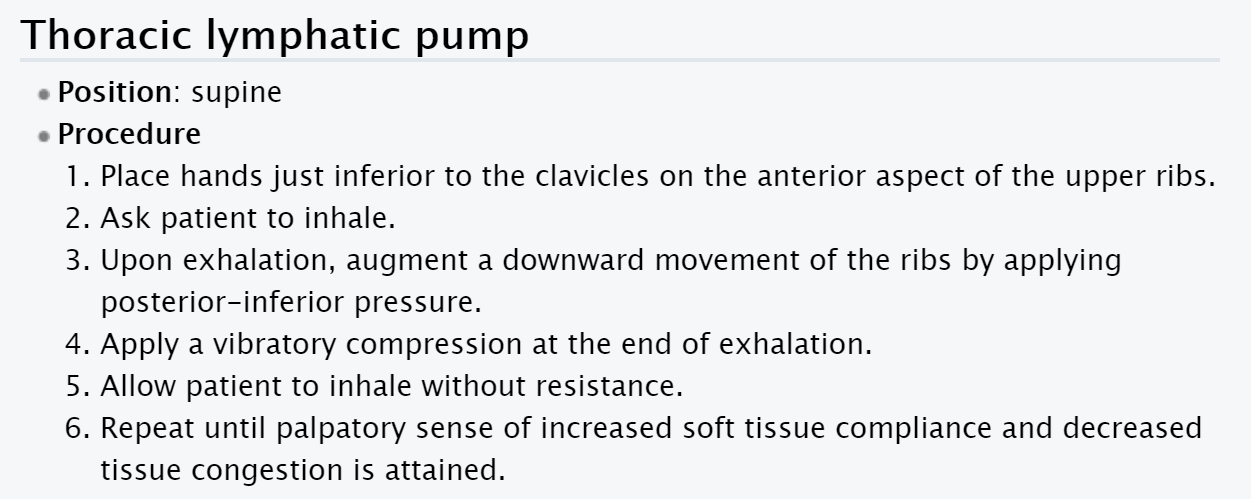 Thoracic lymphatic pump
Position: supine
Procedure
1. Place hands just inferior to the clavicles on the anterior aspect of the upper ribs.
2. Ask patient to inhale.
3. Upon exhalation, augment a downward movement of the ribs by applying
posterior–inferior pressure.
4. Apply a vibratory compression at the end of exhalation.
5. Allow patient to inhale without resistance.
6. Repeat until palpatory sense of increased soft tissue compliance and decreased
tissue congestion is attained.